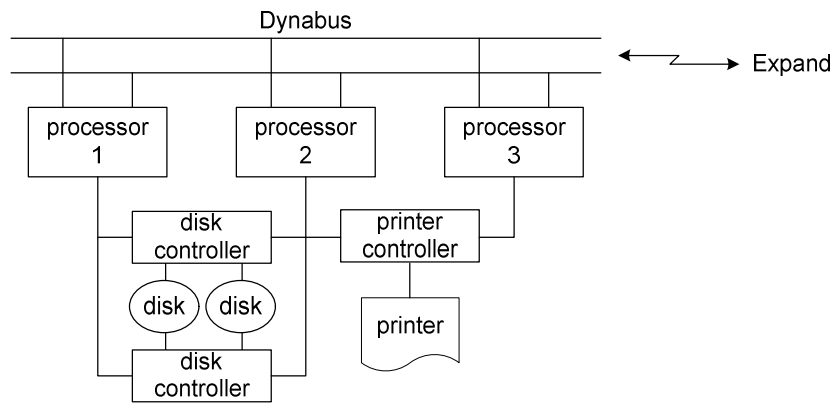 Dynabus
Expand
processor
1
processor
2
processor
3
disk
controller
printer
controller
disk
disk
printer
disk
controller